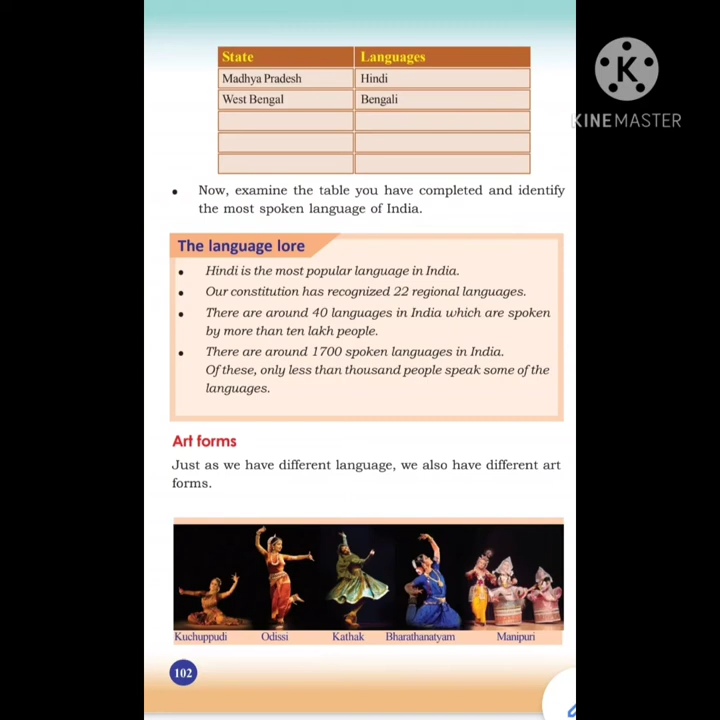 State Languages
Madhya Pradesh Hindi
West Bengal Bengali
K
KINEMASTER
• Now, examine the table you have completed and identify
the most spoken language of India.
The language lore
• Hindi is the most popular language in India.
• Our constitution has recognized 22 regional languages.
• There are around 40 languages in India which are spoken
by more than ten lakh people.
• There are around 1700 spoken languages in India.
Of these, only less than thousand people speak some of the
languages.
Art forms
Just as we have different language, we also have different art
forms.
Kuchuppudi Odissi Kathak Bharathanatyam Manipuri
102